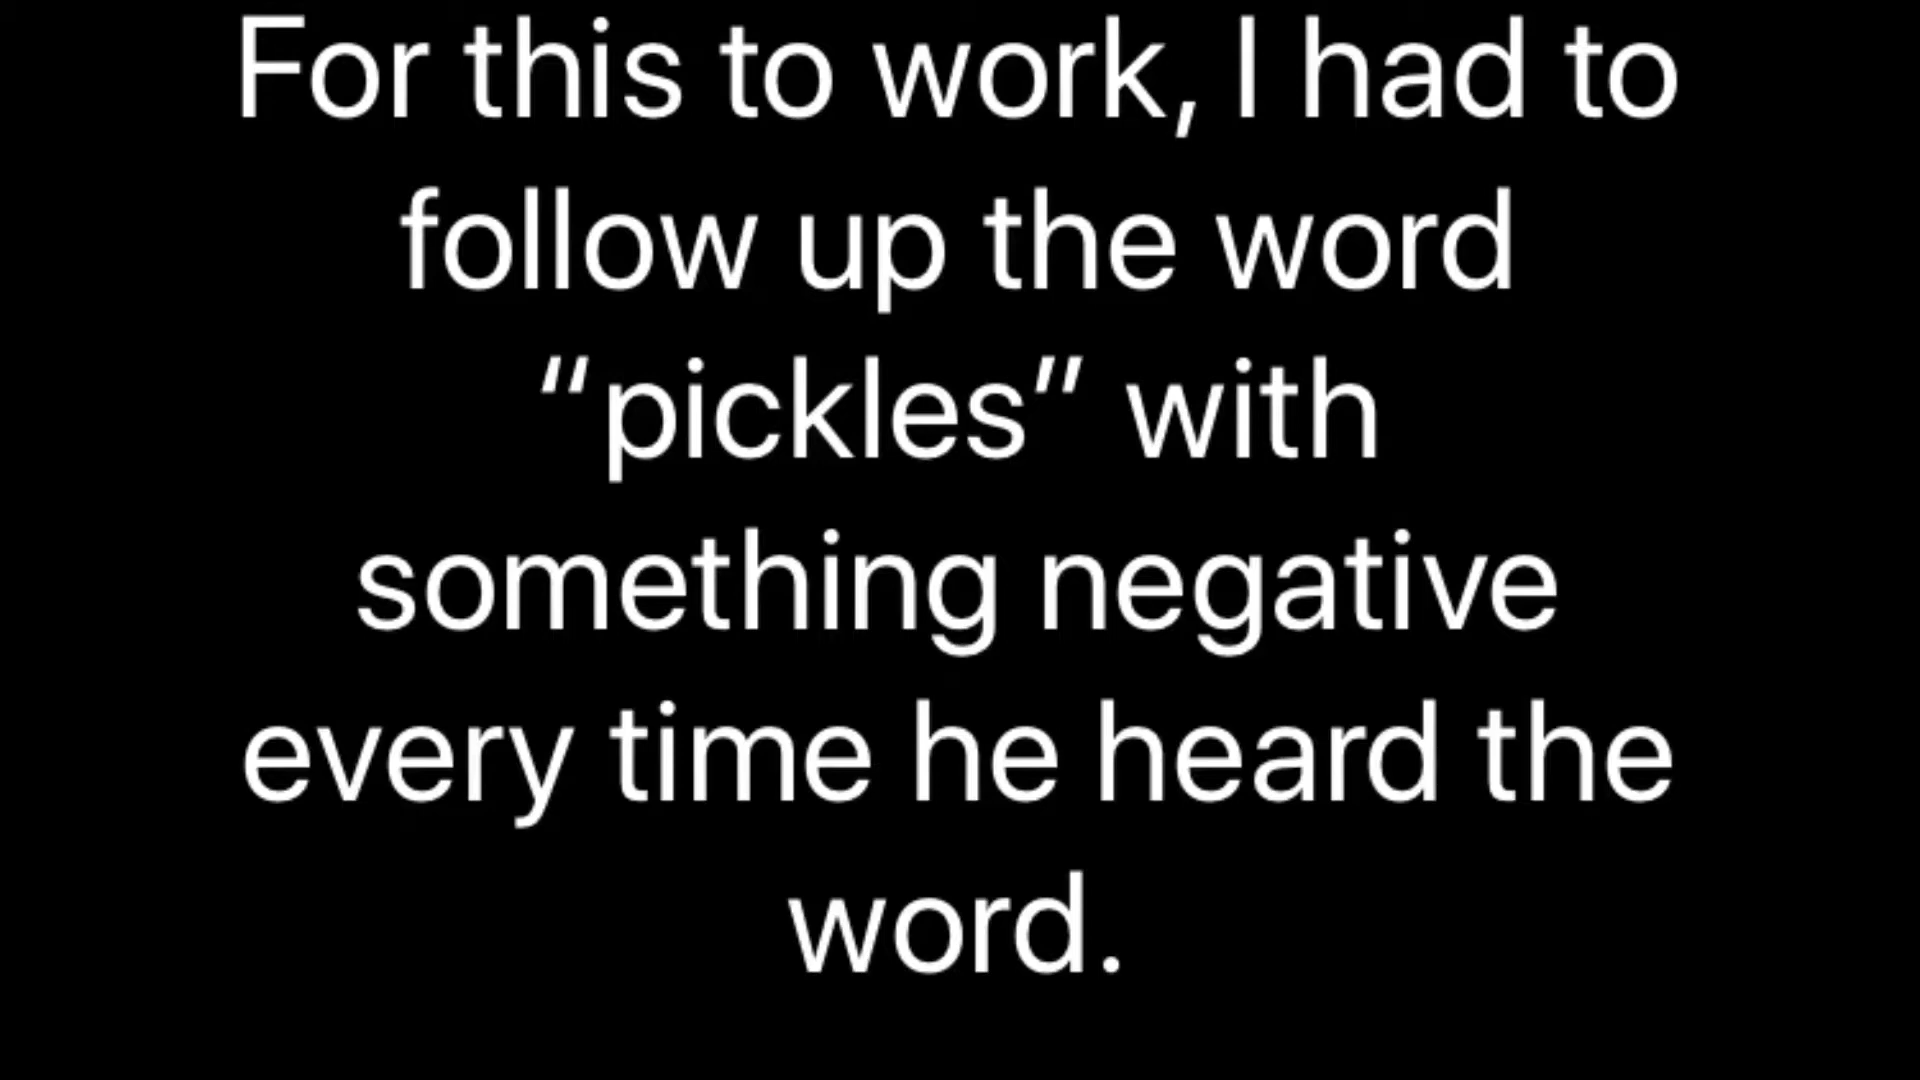 For this to work, I had to
follow up the word
“pickles” with
something negative
every time he heard the
word.